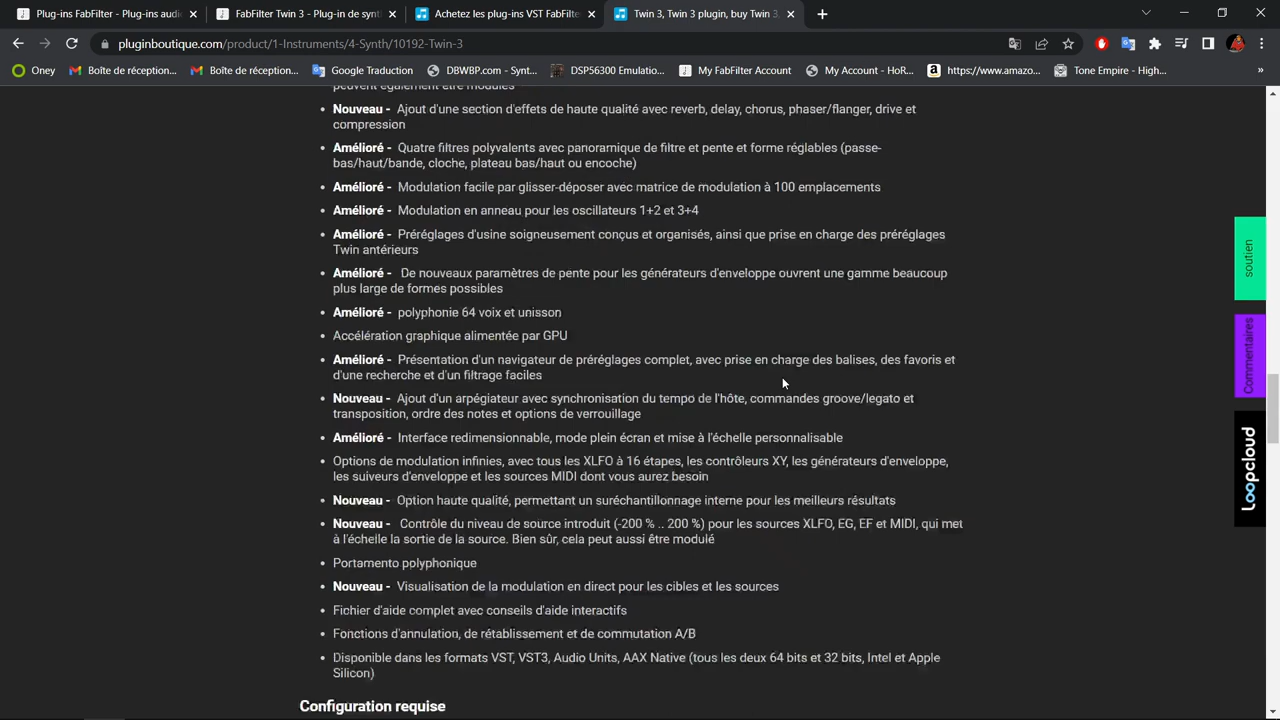 FabFilter - Plug-ins audio
FabFilter Twin 3 - Plug-in de synt
Achetez les plug-ins VST FabFilte
Twin 3, Twin 3 plugin, buy Twin 3,
pluginboutique.com/product/1-Instruments/4-Synth/10192-Twin-3
Oney
Boîte de réception...
Boîte de réception...
Google Traduction
DBWBP.com - Synt...
DSP56300 Emulatio...
My FabFilter Account
My Account - HoR...
https://www.amazo...
Tone Empire - High...
»
peuvent également être modulés
• Nouveau - Ajout d'une section d'effets de haute qualité avec reverb, delay, chorus, phaser/flanger, drive et
compression
• Amélioré - Quatre filtres polyvalents avec panoramique de filtre et pente et forme réglables (passe-
bas/haut/bande, cloche, plateau bas/haut ou encoche)
• Amélioré - Modulation facile par glisser-déposer avec matrice de modulation à 100 emplacements
• Amélioré - Modulation en anneau pour les oscillateurs 1+2 et 3+4
• Amélioré - Préréglages d'usine soigneusement conçus et organisés, ainsi que prise en charge des préréglages
Twin antérieurs
• Amélioré - De nouveaux paramètres de pente pour les générateurs d'enveloppe ouvrent une gamme beaucoup
plus large de formes possibles
• Amélioré - polyphonie 64 voix et unisson
• Accélération graphique alimentée par GPU
• Amélioré - Présentation d'un navigateur de préréglages complet, avec prise en charge des balises, des favoris et
d'une recherche et d'un filtrage faciles
• Nouveau - Ajout d'un arpégiateur avec synchronisation du tempo de l'hôte, commandes groove/legato et
transposition, ordre des notes et options de verrouillage
• Amélioré - Interface redimensionnable, mode plein écran et mise à l'échelle personnalisable
• Options de modulation infinies, avec tous les XLFO à 16 étapes, les contrôleurs XY, les générateurs d'enveloppe,
les suiveurs d'enveloppe et les sources MIDI dont vous aurez besoin
• Nouveau - Option haute qualité, permettant un suréchantillonnage interne pour les meilleurs résultats
• Nouveau - Contrôle du niveau de source introduit (-200 % .. 200 %) pour les sources XLFO, EG, EF et MIDI, qui met
à l'échelle la sortie de la source. Bien sûr, cela peut aussi être modulé
• Portamento polyphonique
• Nouveau - Visualisation de la modulation en direct pour les cibles et les sources
• Fichier d'aide complet avec conseils d'aide interactifs
• Fonctions d'annulation, de rétablissement et de commutation A/B
• Disponible dans les formats VST, VST3, Audio Units, AAX Native (tous les deux 64 bits et 32 bits, Intel et Apple
Silicon)
Configuration requise
soutien
Commentaires
loopcloud